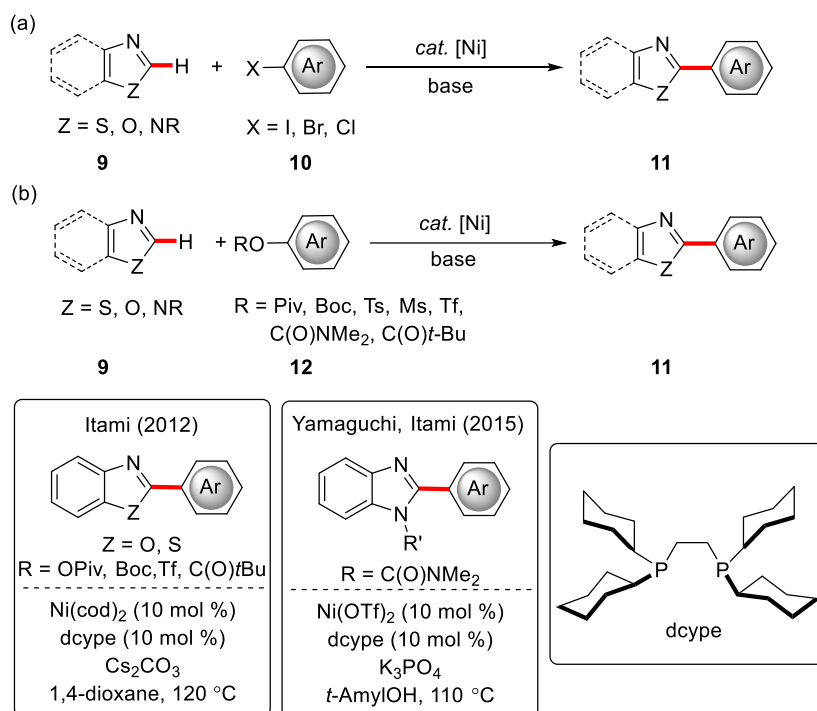 (a)
N
H
Z
+
X
Ar
cat. [Ni]
base
N
Z
Ar
Z = S, O, NR
X = I, Br, Cl
9
10
11
(b)
N
H
Z
+
RO
Ar
cat. [Ni]
base
N
Z
Ar
Z = S, O, NR
R = Piv, Boc, Ts, Ms, Tf,
C(O)NMe2, C(O)t-Bu
9
12
11
Itami (2012)
N
Z
Ar
Z = O, S
R = OPiv, Boc,Tf, C(O)tBu
Ni(cod)2 (10 mol %)
dcype (10 mol %)
Cs2CO3
1,4-dioxane, 120 °C
Yamaguchi, Itami (2015)
N
N
R'
Ar
R = C(O)NMe2
Ni(OTf)2 (10 mol %)
dcype (10 mol %)
K3PO4
t-AmylOH, 110 °C
P
P
dcype